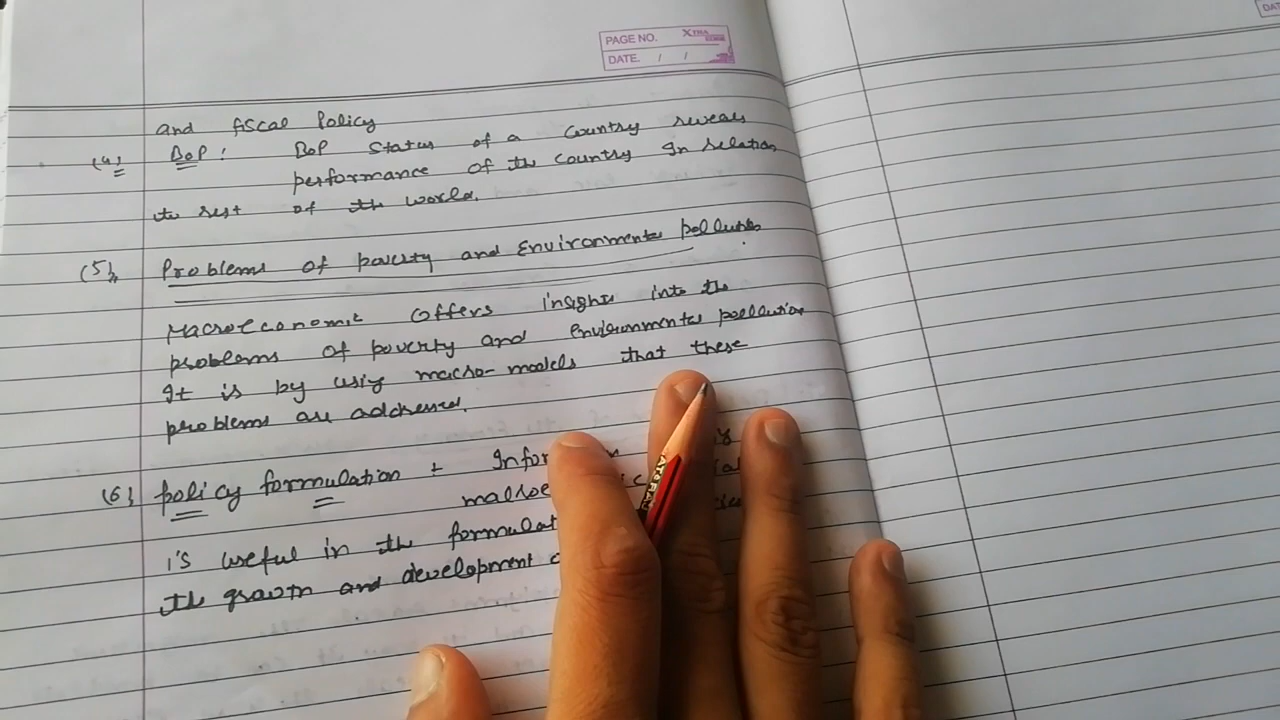 PAGE NO.
DATE. / /
and fiscal Policy
(4) BoP: BoP Status of a Country reveals
performance of the Country In relation
to rest of the world.
(5) Problems of poverty and Environmental pollution
Macroeconomic offers insights into the
problems of poverty and environmental pollution
It is by using macro-models that these
problems are addressed.
(6) policy formulation :
is useful in the
the growth and development